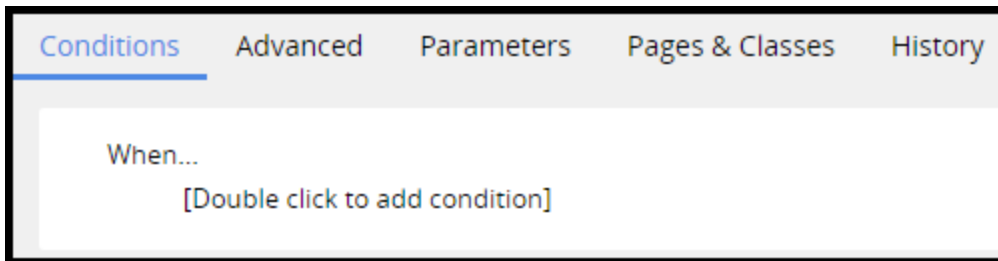 Conditions Advanced Parameters Pages & Classes History
When...
[Double click to add condition]